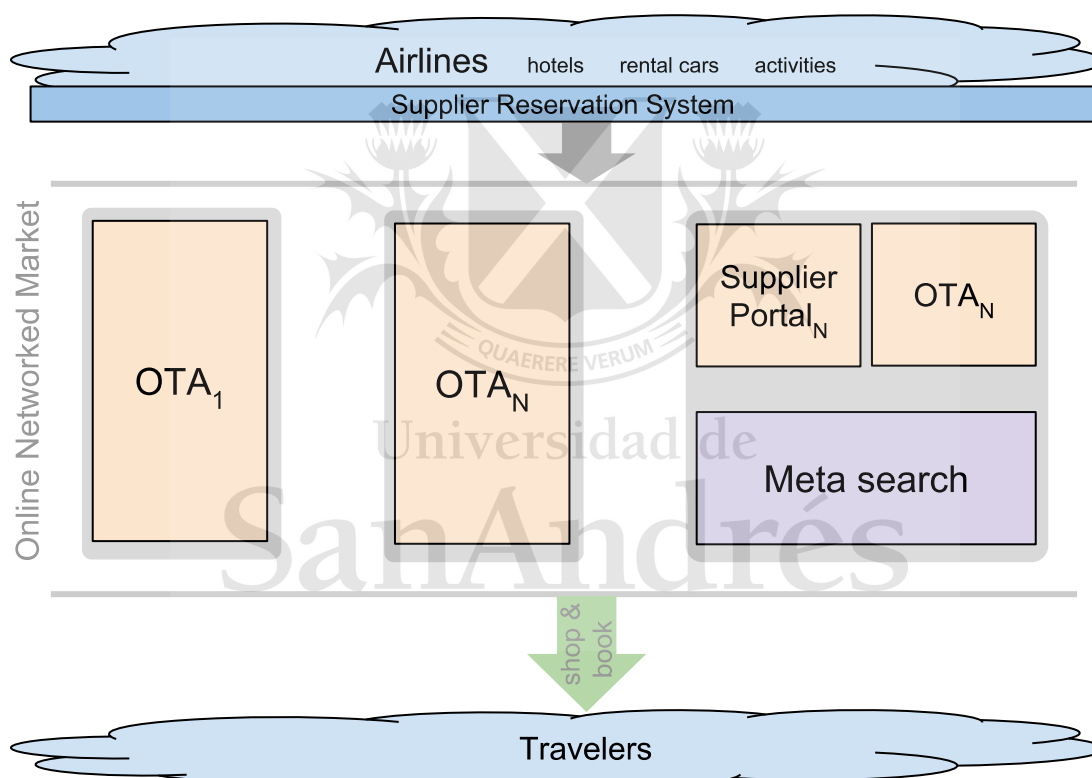 Airlines hotels rental cars activities
Supplier Reservation System
Online Networked Market
OTA1
OTAN
Supplier
PortalN
OTAN
QUAERERE VERUM
Meta search
Universidad de
SanAndrés
shop &
book
Travelers